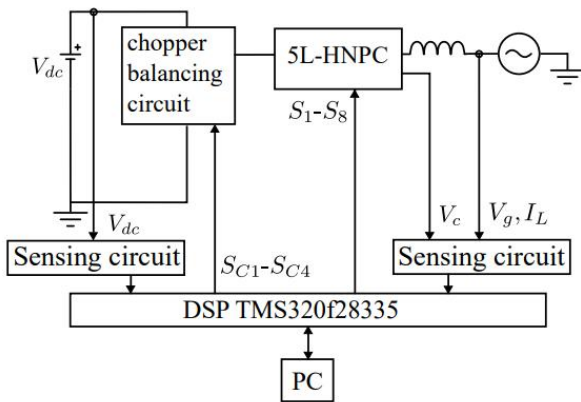 V_dc
chopper
balancing
circuit
5L-HNPC
S_1-S_8
V_dc
V_c
V_g, I_L
Sensing circuit
S_C1-S_C4
Sensing circuit
DSP TMS320f28335
PC